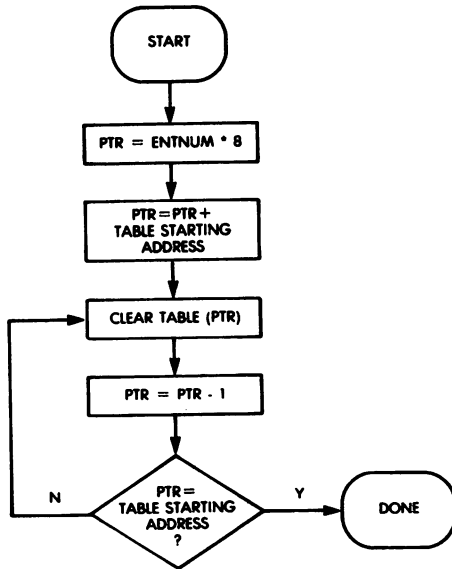 START
PTR = ENTNUM * 8
PTR=PTR+
TABLE STARTING
ADDRESS
CLEAR TABLE (PTR)
PTR = PTR - 1
PTR=
TABLE STARTING
ADDRESS
?
N
Y
DONE